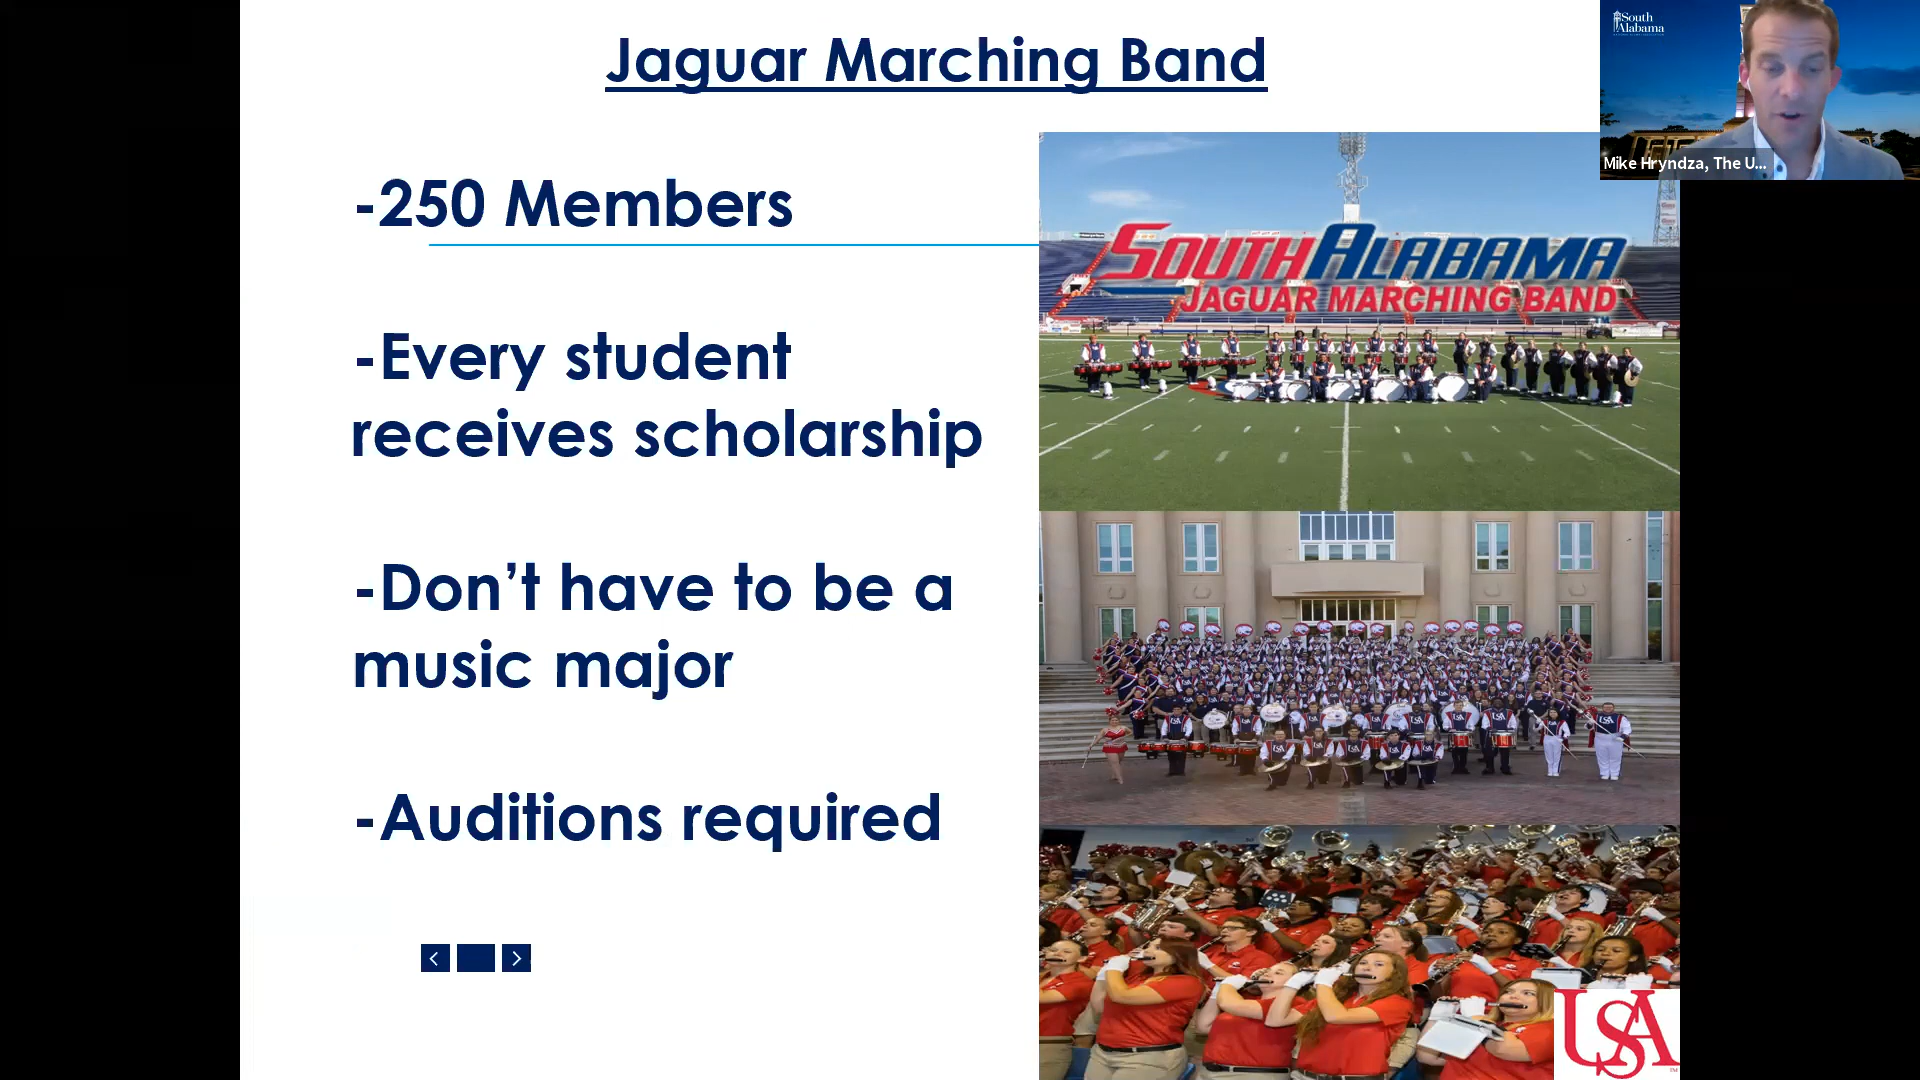 Jaguar Marching Band
South
Alabama
Mike Hryndza, The U...
-250 Members
-Every student
receives scholarship
-Don’t have to be a
music major
-Auditions required
SOUTH ALABAMA
JAGUAR MARCHING BAND
USA